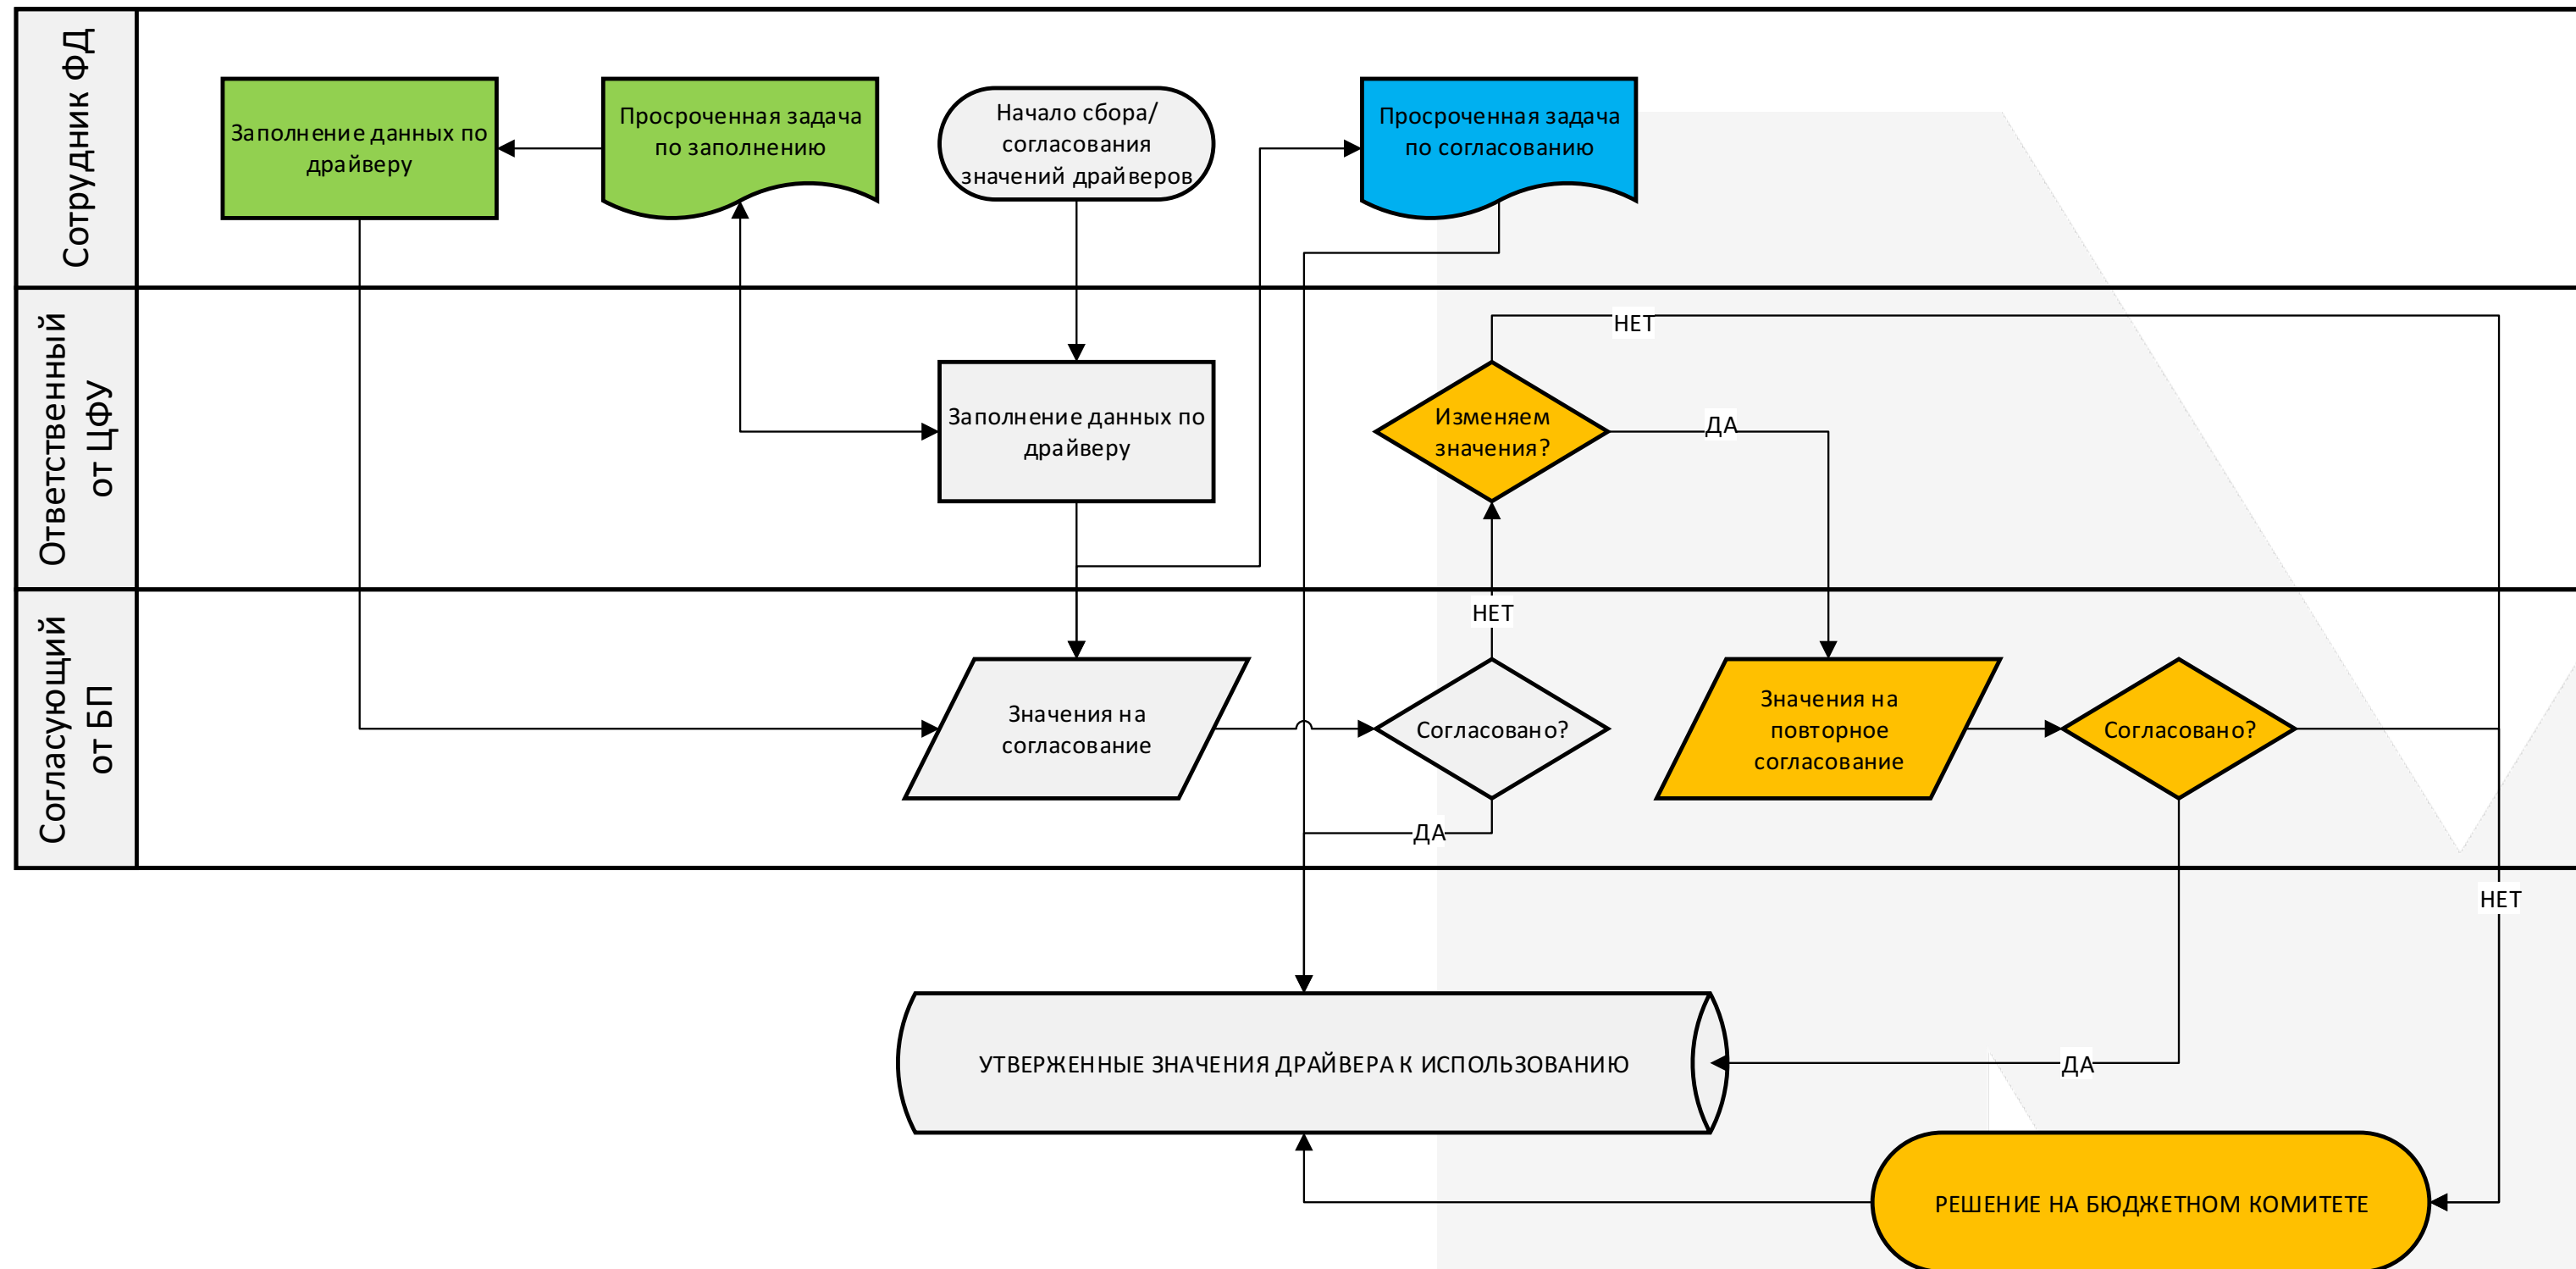 Сотрудник ФД
Заполнение данных по
драйверу
Просроченная задача
по заполнению
Начало сбора/
согласования
значений драйверов
Просроченная задача
по согласованию
Ответственный
от ЦФУ
Заполнение данных по
драйверу
НЕТ
Изменяем
значения?
ДА
Согласующий
от БП
НЕТ
Значения на
согласование
Согласовано?
Значения на
повторное
согласование
Согласовано?
ДА
НЕТ
УТВЕРЖЕННЫЕ ЗНАЧЕНИЯ ДРАЙВЕРА К ИСПОЛЬЗОВАНИЮ
ДА
РЕШЕНИЕ НА БЮДЖЕТНОМ КОМИТЕТЕ